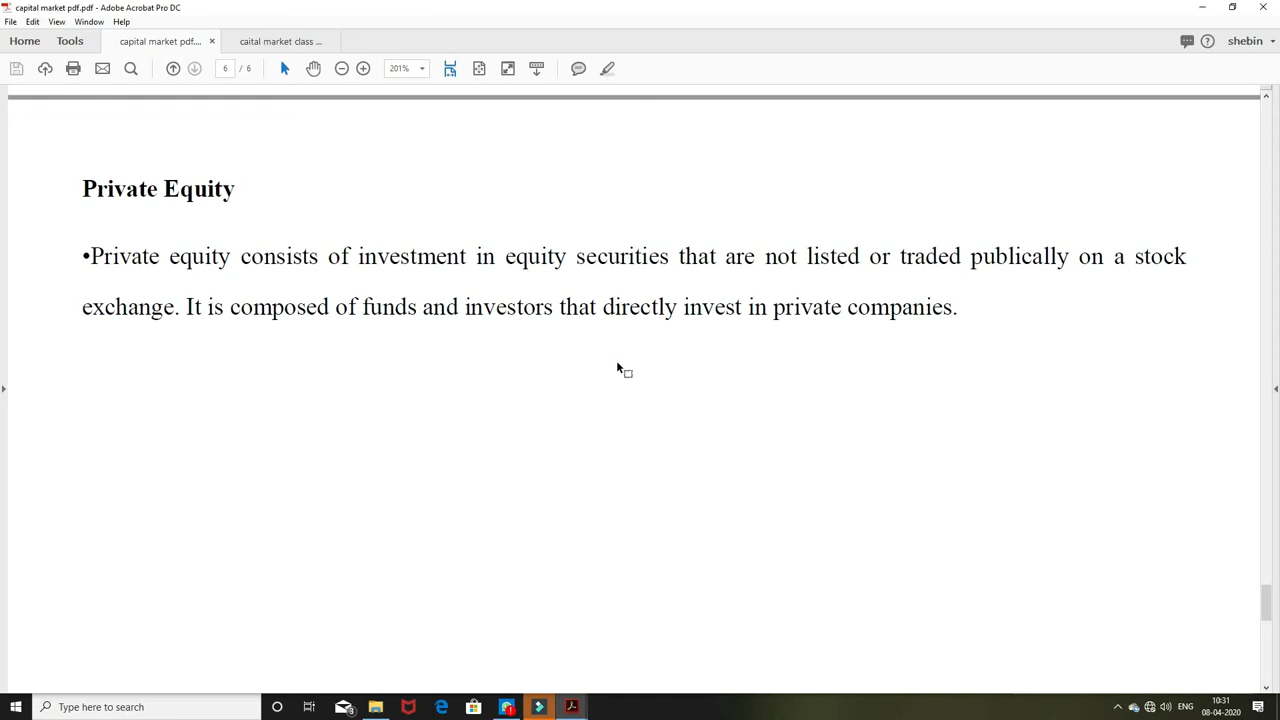 capital market pdf.pdf - Adobe Acrobat Pro DC
File Edit View Window Help
Home Tools capital market pdf.... × caital market class ... shebin
6 / 6 201%
Private Equity
•Private equity consists of investment in equity securities that are not listed or traded publically on a stock
exchange. It is composed of funds and investors that directly invest in private companies.
Type here to search ENG 10:31
08-04-2020